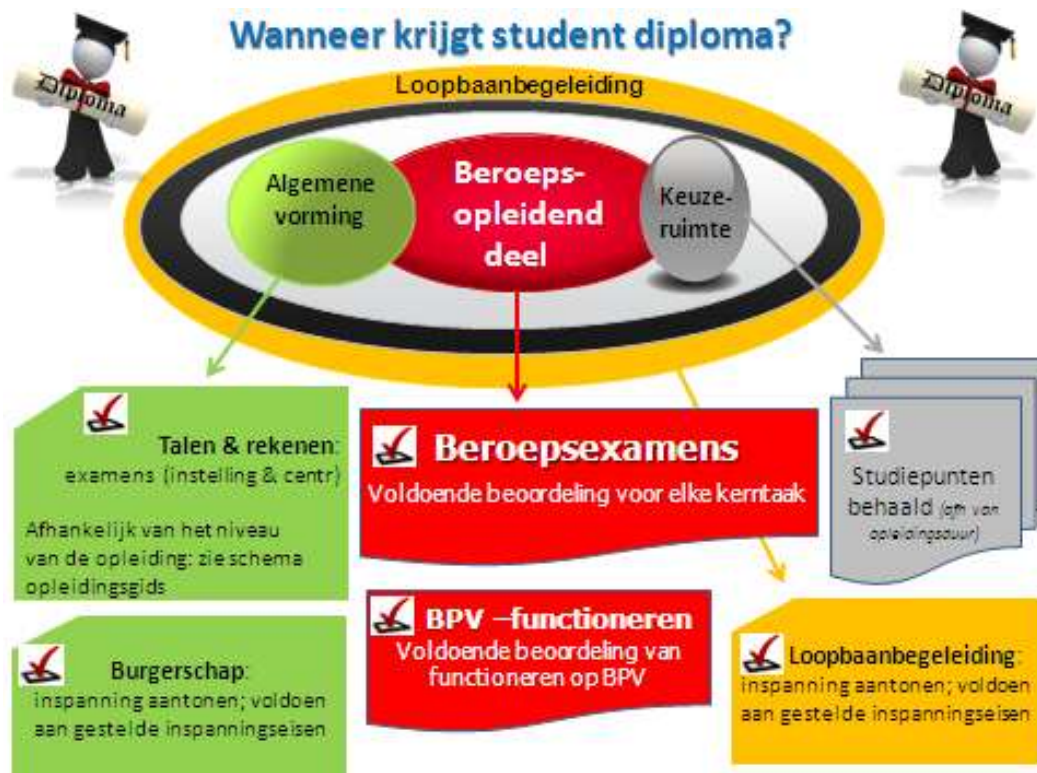 Wanneer krijgt student diploma?
Diploma
Diploma
Loopbaanbegeleiding
Algemene
vorming
Beroeps-
opleidend
deel
Keuze-
ruimte
Talen & rekenen:
examens (instelling & centr)
Afhankelijk van het niveau
van de opleiding: zie schema
opleidingsgids
Beroepsexamens
Voldoende beoordeling voor elke kerntaak
:
Studiepunten
behaald (afh van
opleidingsduur)
Burgerschap:
inspanning aantonen; voldoen
aan gestelde inspanningseisen
BPV –functioneren
Voldoende beoordeling van
functioneren op BPV
Loopbaanbegeleiding:
inspanning aantonen; voldoen
aan gestelde inspanningseisen